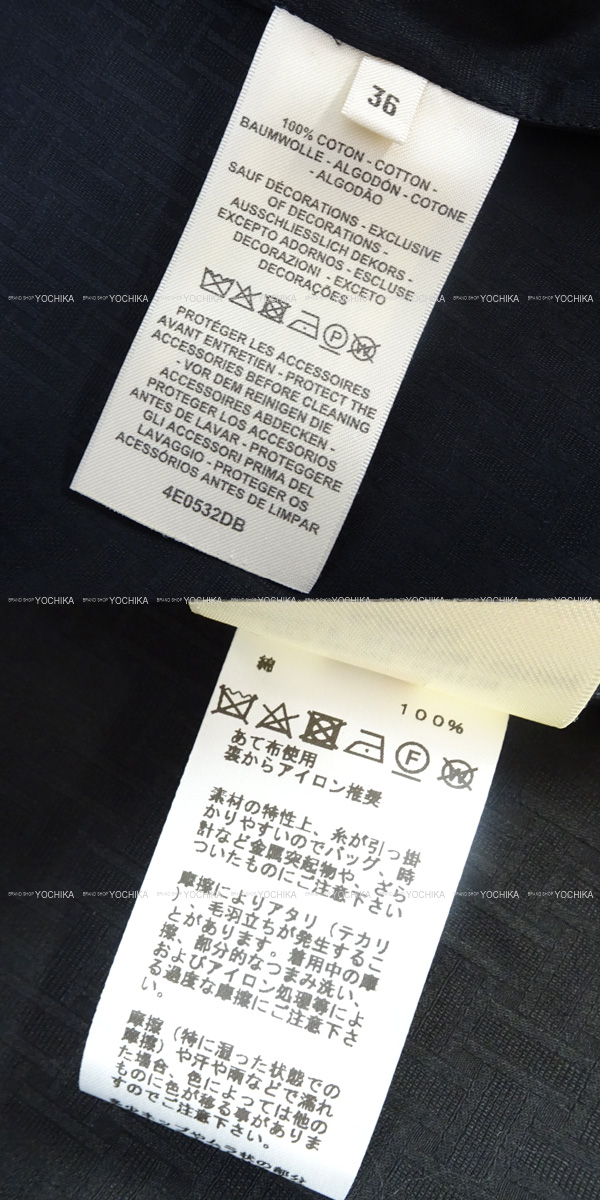 36
100% COTON - COTTON -
BAUMWOLLE - ALGODÓN - COTONE
- ALGODÃO
SAUF DÉCORATIONS - EXCLUSIVE
OF DECORATIONS -
AUSSCHLIESSLICH DEKORS -
EXCEPTO ADORNOS - ESCLUSE
DECORAZIONI - EXCETO
DECORAÇÕES
P
W
PROTÉGER LES ACCESSOIRES
AVANT ENTRETIEN - PROTECT THE
ACCESSORIES BEFORE CLEANING
- VOR DEM REINIGEN DIE
ACCESSOIRES ABDECKEN -
PROTEGER LOS ACCESORIOS
ANTES DE LAVAR - PROTEGGERE
GLI ACCESSORI PRIMA DEL
LAVAGGIO - PROTEGER OS
ACESSÓRIOS ANTES DE LIMPAR
4E0532DB
BRAND SHOP YOCHIKA BRAND SHOP YOCHIKA BRAND SHOP YOCHIKA BRAND SHOP YOCHIKA
綿
100%
F
W
あて布使用
裏からアイロン推奨
素材の特性上、糸が引っ掛
かりやすいのでバッグ、時
計など金属突起物や、ざら
ついたものにご注意下さい
摩擦によりアタリ（テカリ
）、毛羽立ちが発生するこ
とがあります。着用中の摩
擦、部分的なつまみ洗い、
およびアイロン処理等によ
る過度な摩擦にご注意下さ
い。
摩擦（特に湿った状態での
摩擦）や汗や雨などで濡れ
た場合、色によっては他の
ものに色が移る事がありま
すのでご注意下さい。